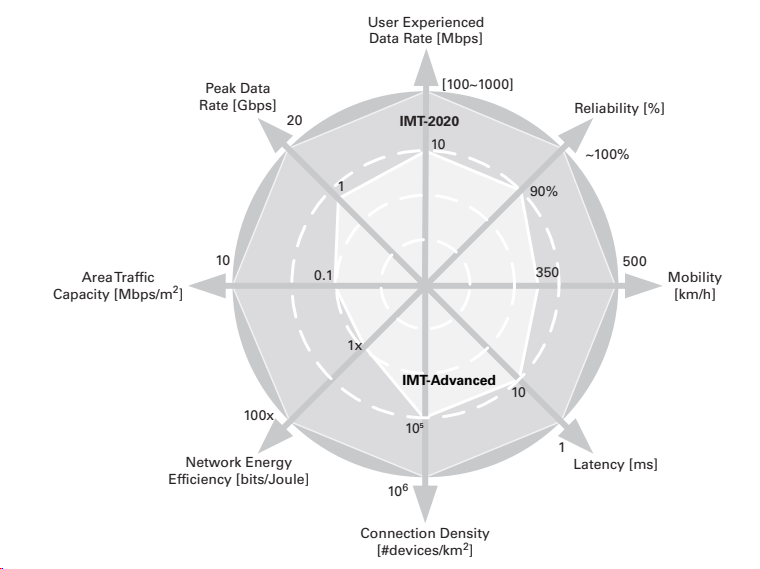 User Experienced
Data Rate [Mbps]
[100~1000]
Peak Data
Rate [Gbps]
20
Reliability [%]
IMT-2020
~100%
10
1
90%
10
500
Area Traffic
Capacity [Mbps/m²]
0.1
350
Mobility
[km/h]
1x
IMT-Advanced
10
100x
10⁵
1
Network Energy
Efficiency [bits/Joule]
Latency [ms]
10⁶
Connection Density
[#devices/km²]